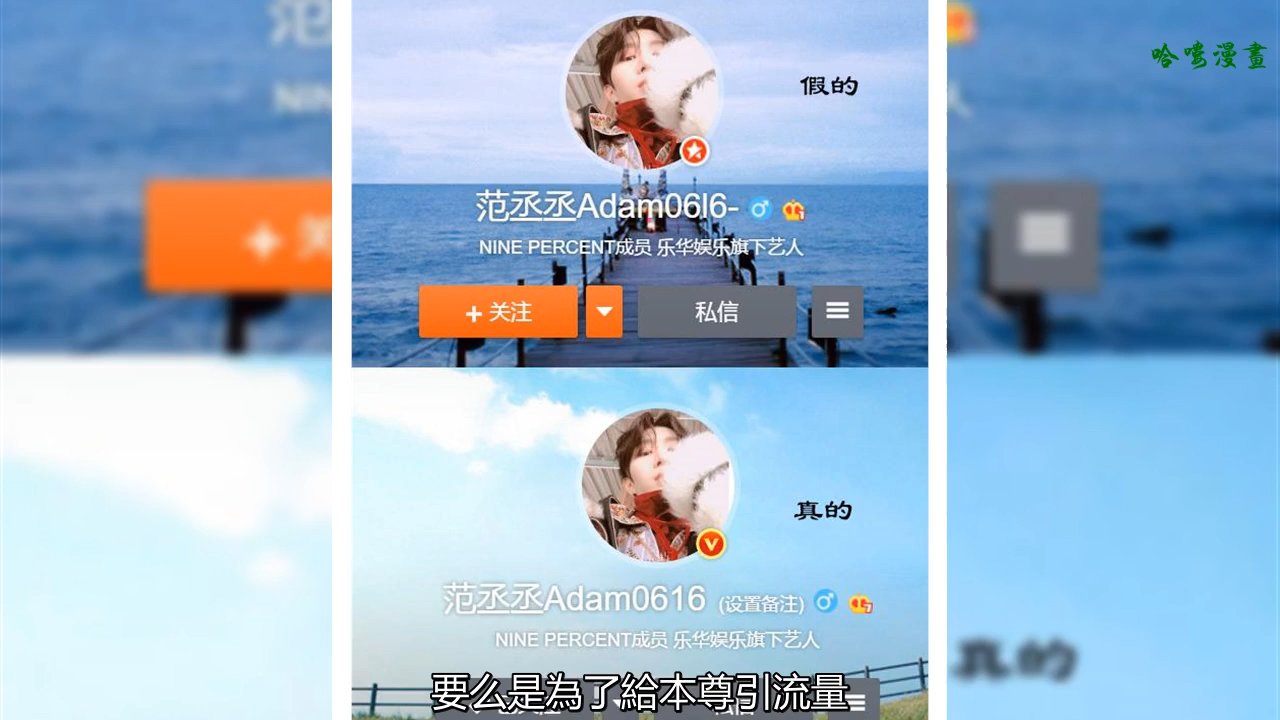 哈嘍漫畫
假的
范丞丞Adam06l6-
NINE PERCENT成员 乐华娱乐旗下艺人
+ 关注
私信
真的
范丞丞Adam0616 (设置备注)
NINE PERCENT成员 乐华娱乐旗下艺人
要么是為了給本尊引流量